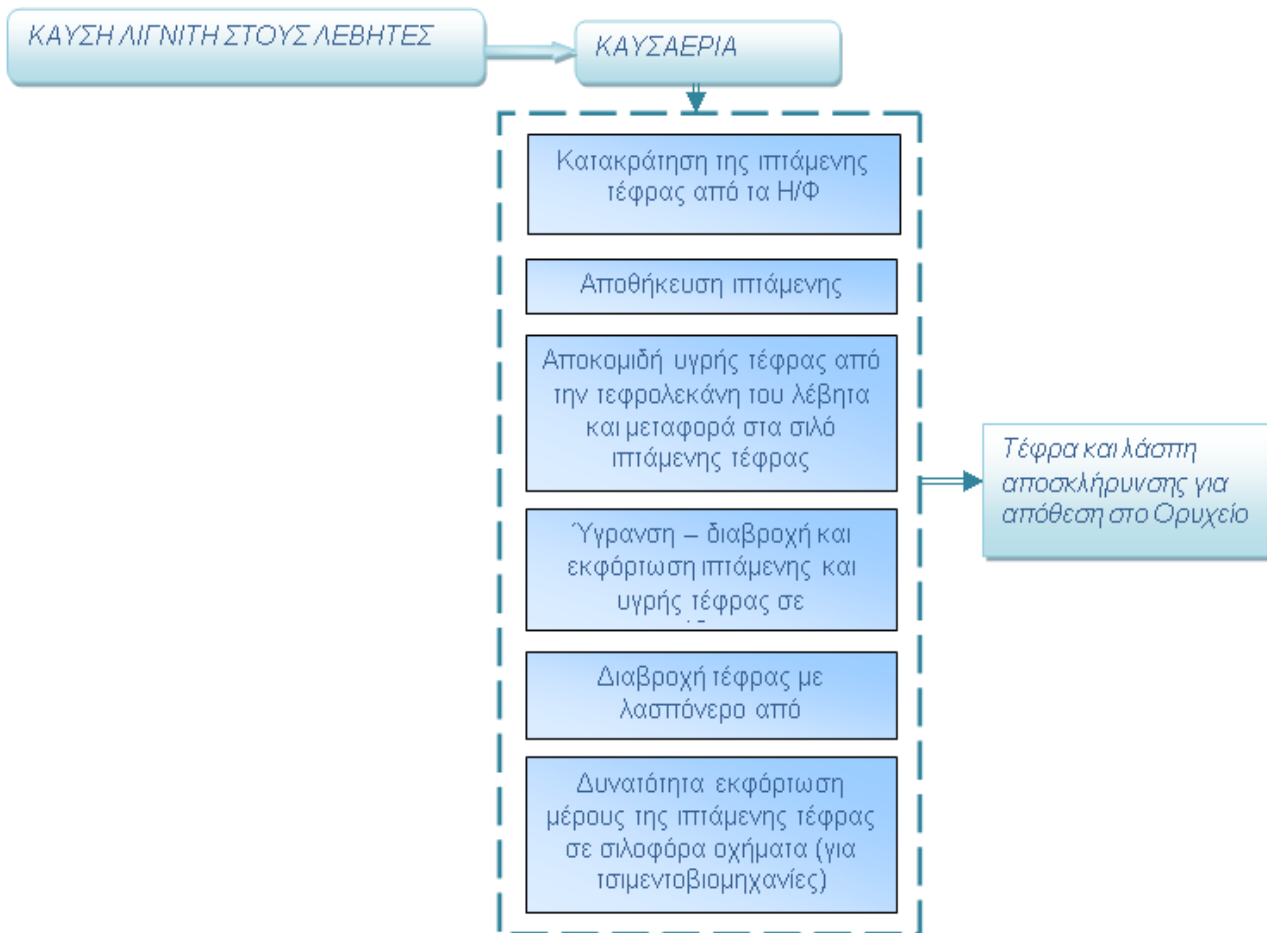 ΚΑΥΣΗ ΛΙΓΝΙΤΗ ΣΤΟΥΣ ΛΕΒΗΤΕΣ
ΚΑΥΣΑΕΡΙΑ
Κατακράτηση της ιπτάμενης
τέφρας από τα Η/Φ
Αποθήκευση ιπτάμενης
Αποκομιδή υγρής τέφρας από
την τεφρολεκάνη του λέβητα
και μεταφορά στα σιλό
ιπτάμενης τέφρας
Ύγρανση – διαβροχή και
εκφόρτωση ιπτάμενης και
υγρής τέφρας σε
Διαβροχή τέφρας με
λασπόνερο από
Δυνατότητα εκφόρτωση
μέρους της ιπτάμενης τέφρας
σε σιλοφόρα οχήματα (για
τσιμεντοβιομηχανίες)
Τέφρα και λάσπη
αποσκλήρυνσης για
απόθεση στο Ορυχείο